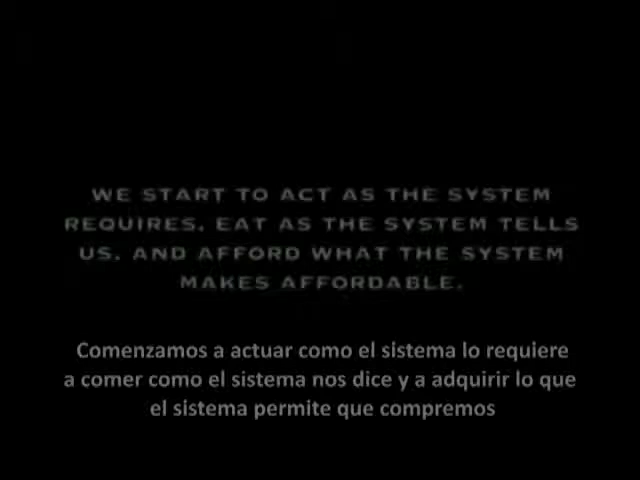 WE START TO ACT AS THE SYSTEM
REQUIRES. EAT AS THE SYSTEM TELLS
US. AND AFFORD WHAT THE SYSTEM
MAKES AFFORDABLE.
Comenzamos a actuar como el sistema lo requiere
a comer como el sistema nos dice y a adquirir lo que
el sistema permite que compremos